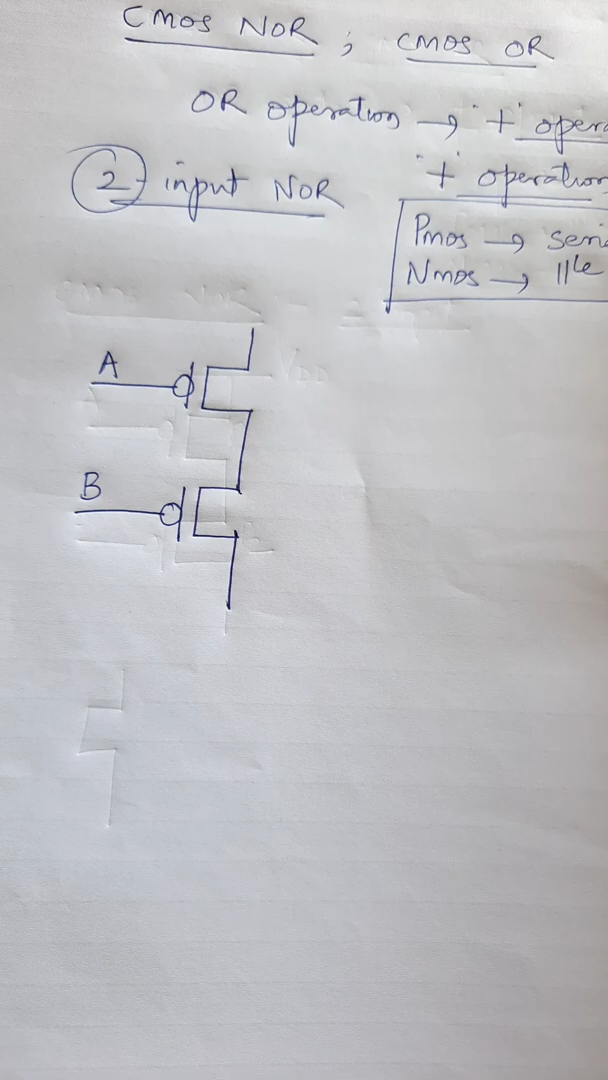 CMOS NOR ; CMOS OR
OR operation → '+' opera
② input NOR
'+' operation
PMOS → seri
NMOS → ||le
A
B